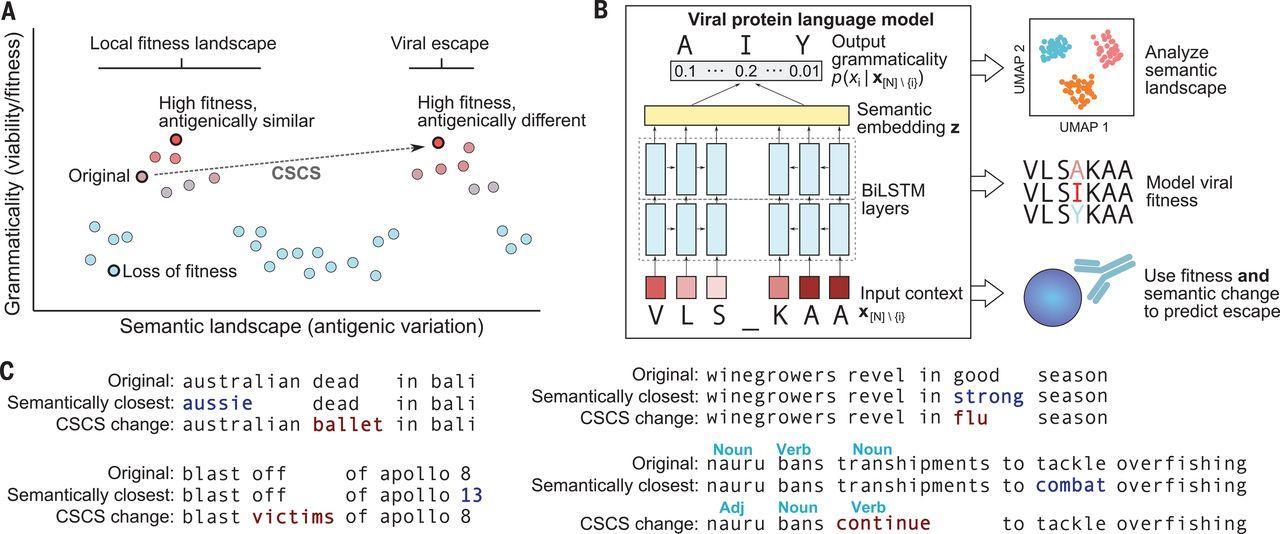 A
Grammaticality (viability/fitness)
Local fitness landscape
Viral escape
High fitness,
antigenically similar
High fitness,
antigenically different
Original
CSCS
Loss of fitness
Semantic landscape (antigenic variation)
B
Viral protein language model
A I Y
0.1 ··· 0.2 ··· 0.01
Output
grammaticality
p(xᵢ | x[N] \ {i})
Semantic
embedding z
BiLSTM
layers
Input context
x[N] \ {i}
V L S _ K A A
UMAP 2
UMAP 1
Analyze
semantic
landscape
VLSAKAA
VLSIKAA
VLSYKAA
Model viral
fitness
Use fitness and
semantic change
to predict escape
C
Original: australian dead in bali
Semantically closest: aussie dead in bali
CSCS change: australian ballet in bali
Original: blast off of apollo 8
Semantically closest: blast off of apollo 13
CSCS change: blast victims of apollo 8
Original: winegrowers revel in good season
Semantically closest: winegrowers revel in strong season
CSCS change: winegrowers revel in flu season
Noun Verb Noun
Original: nauru bans transhipments to tackle overfishing
Semantically closest: nauru bans transhipments to combat overfishing
Adj Noun Verb
CSCS change: nauru bans continue to tackle overfishing